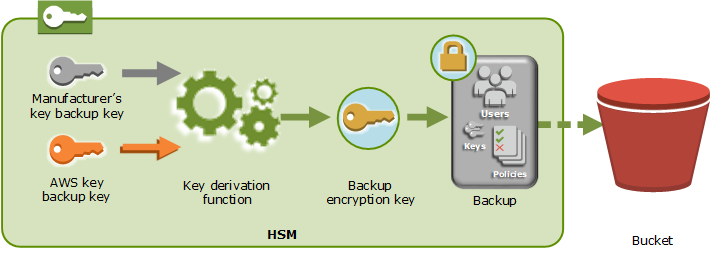 Manufacturer's
key backup key
AWS key
backup key
Key derivation
function
Backup
encryption key
Users
Keys
Policies
Backup
HSM
Bucket